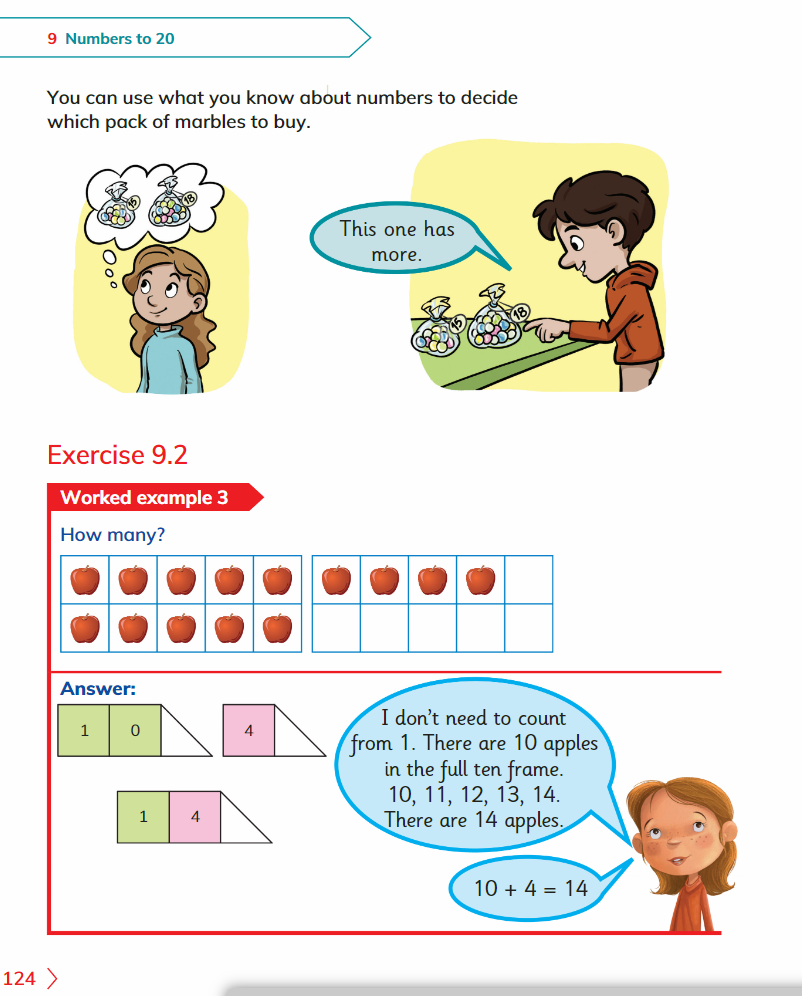 9 Numbers to 20
You can use what you know about numbers to decide
which pack of marbles to buy.
15 18
This one has
more.
15 18
Exercise 9.2
Worked example 3
How many?
Answer:
1 0 4
I don’t need to count
from 1. There are 10 apples
in the full ten frame.
10, 11, 12, 13, 14.
There are 14 apples.
1 4
10 + 4 = 14
124